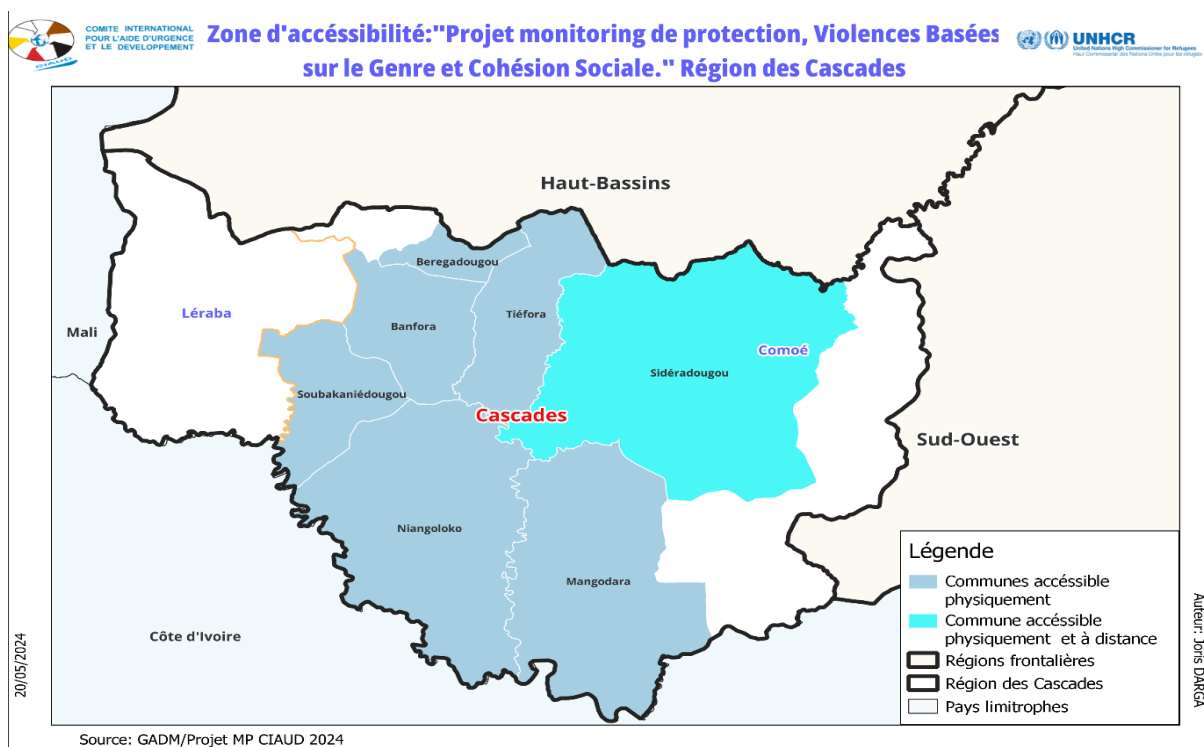 COMITE INTERNATIONAL
POUR L'AIDE D'URGENCE
ET LE DEVELOPPEMENT
CIAUD
Zone d'accéssibilité:"Projet monitoring de protection, Violences Basées
sur le Genre et Cohésion Sociale." Région des Cascades
UNHCR
United Nations High Commissioner for Refugees
Haut Commissariat des Nations Unies pour les réfugiés
Haut-Bassins
Beregadougou
Léraba
Tiéfora
Mali
Banfora
Comoé
Sidéradougou
Soubakaniédougou
Cascades
Sud-Ouest
Niangoloko
Mangodara
Côte d'Ivoire
Légende
Communes accéssible
physiquement
Commune accéssible
physiquement et à distance
Régions frontalières
Région des Cascades
Pays limitrophes
20/05/2024
Auteur: Joris DARGA
Source: GADM/Projet MP CIAUD 2024